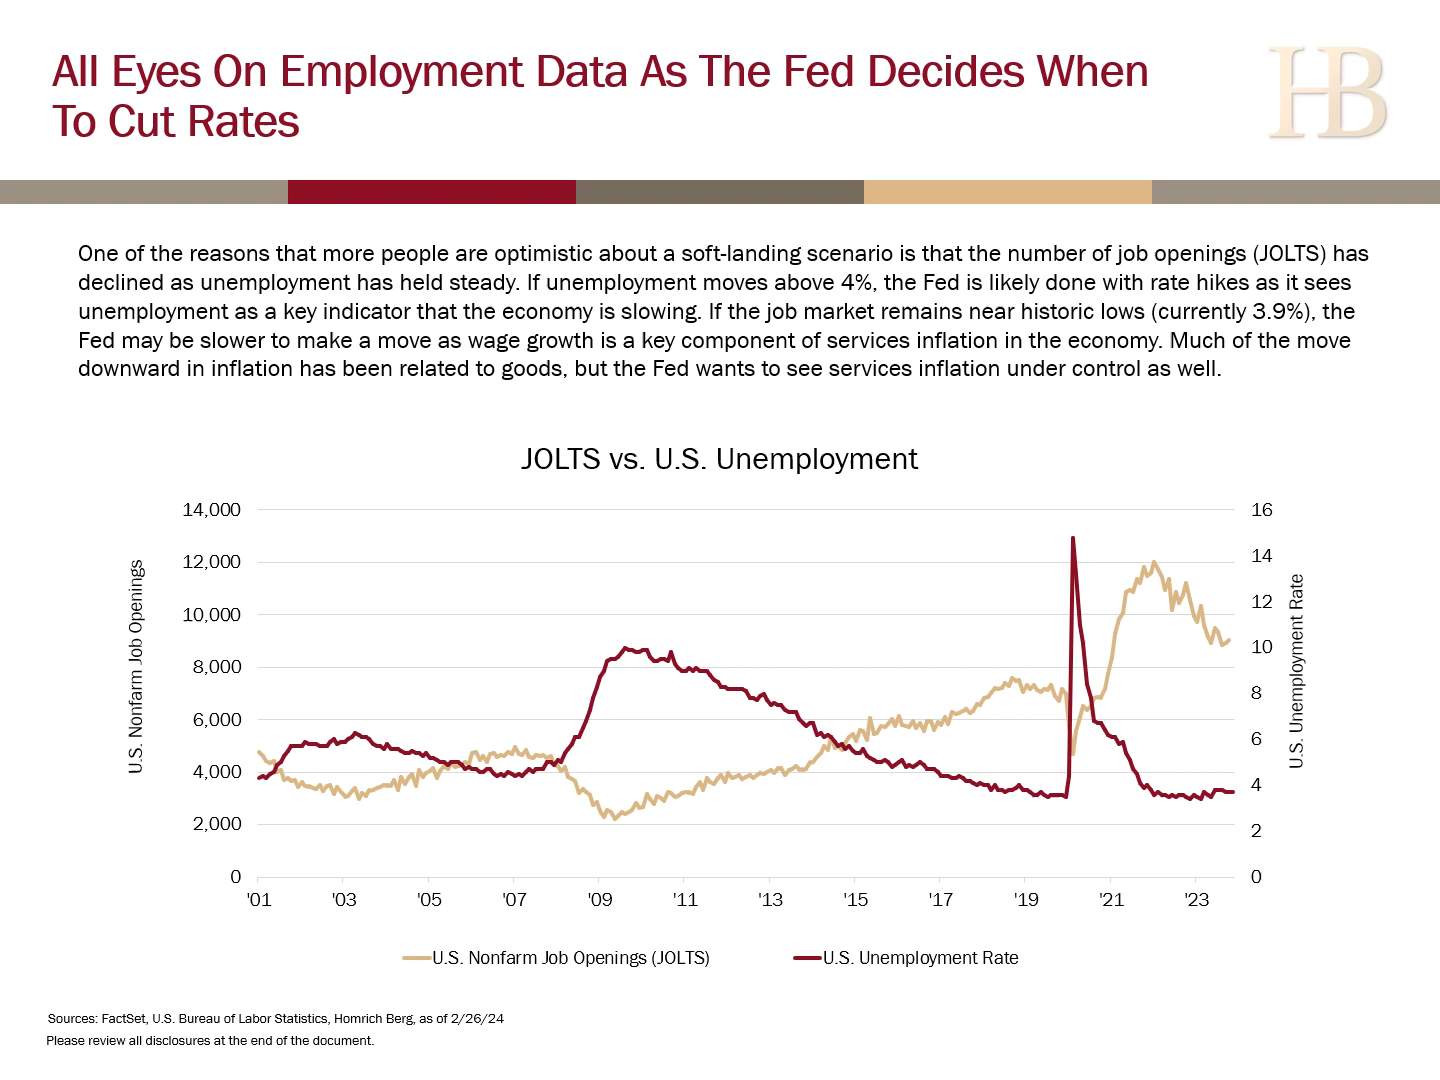 All Eyes On Employment Data As The Fed Decides When
To Cut Rates
HB
One of the reasons that more people are optimistic about a soft-landing scenario is that the number of job openings (JOLTS) has
declined as unemployment has held steady. If unemployment moves above 4%, the Fed is likely done with rate hikes as it sees
unemployment as a key indicator that the economy is slowing. If the job market remains near historic lows (currently 3.9%), the
Fed may be slower to make a move as wage growth is a key component of services inflation in the economy. Much of the move
downward in inflation has been related to goods, but the Fed wants to see services inflation under control as well.
JOLTS vs. U.S. Unemployment
U.S. Nonfarm Job Openings
14,000
12,000
10,000
8,000
6,000
4,000
2,000
0
16
14
12
10
8
6
4
2
0
U.S. Unemployment Rate
'01 '03 '05 '07 '09 '11 '13 '15 '17 '19 '21 '23
U.S. Nonfarm Job Openings (JOLTS) U.S. Unemployment Rate
Sources: FactSet, U.S. Bureau of Labor Statistics, Homrich Berg, as of 2/26/24
Please review all disclosures at the end of the document.